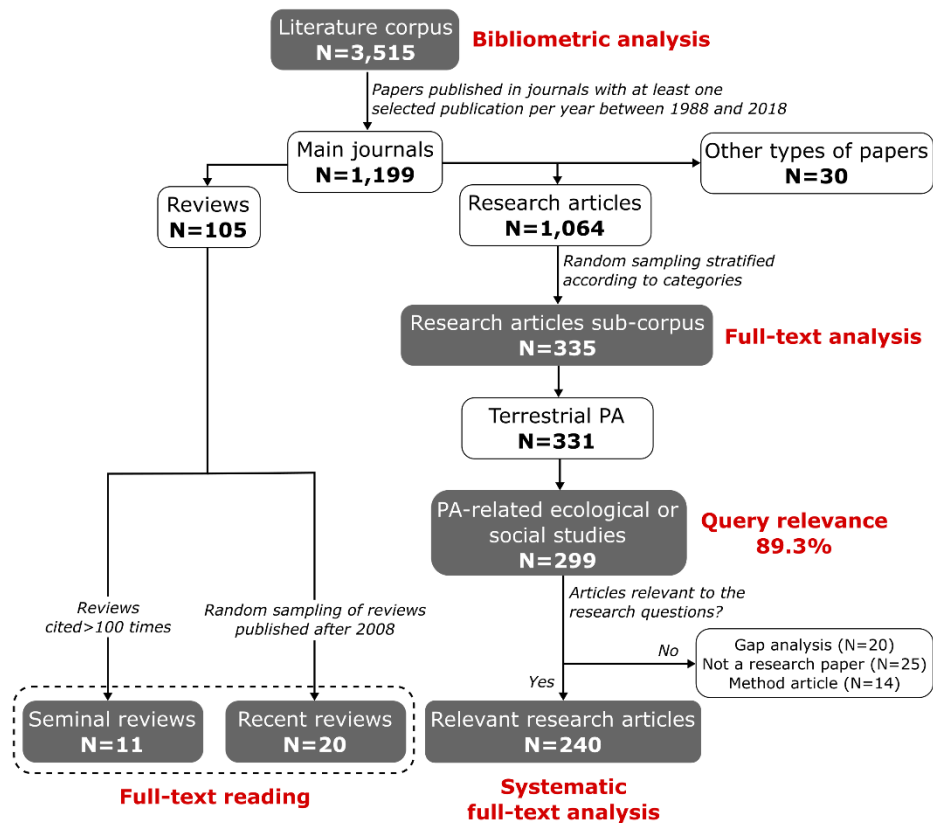 Literature corpus
N=3,515
Bibliometric analysis
Papers published in journals with at least one
selected publication per year between 1988 and 2018
Main journals
N=1,199
Other types of papers
N=30
Reviews
N=105
Research articles
N=1,064
Random sampling stratified
according to categories
Research articles sub-corpus
N=335
Full-text analysis
Terrestrial PA
N=331
PA-related ecological or
social studies
N=299
Query relevance
89.3%
Articles relevant to the
research questions?
Reviews
cited>100 times
Random sampling of reviews
published after 2008
No
Gap analysis (N=20)
Not a research paper (N=25)
Method article (N=14)
Yes
Seminal reviews
N=11
Recent reviews
N=20
Relevant research articles
N=240
Full-text reading
Systematic
full-text analysis